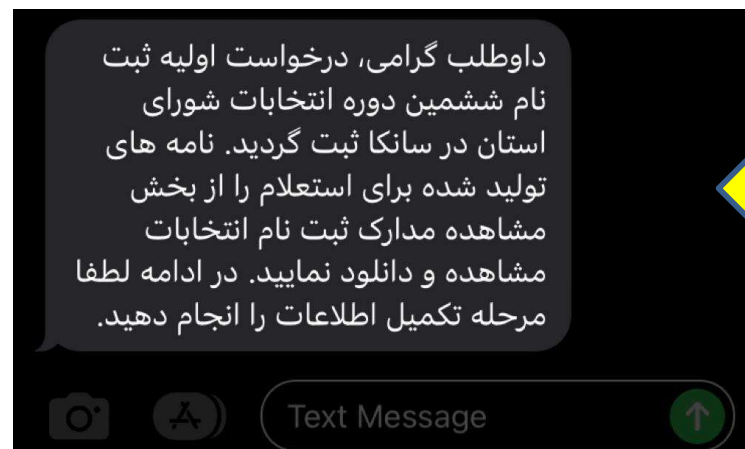 داوطلب گرامی، درخواست اولیه ثبت
نام ششمین دوره انتخابات شورای
استان در سانکا ثبت گردید. نامه های
تولید شده برای استعلام را از بخش
مشاهده مدارک ثبت نام انتخابات
مشاهده و دانلود نمایید. در ادامه لطفا
مرحله تکمیل اطلاعات را انجام دهید.
Text Message